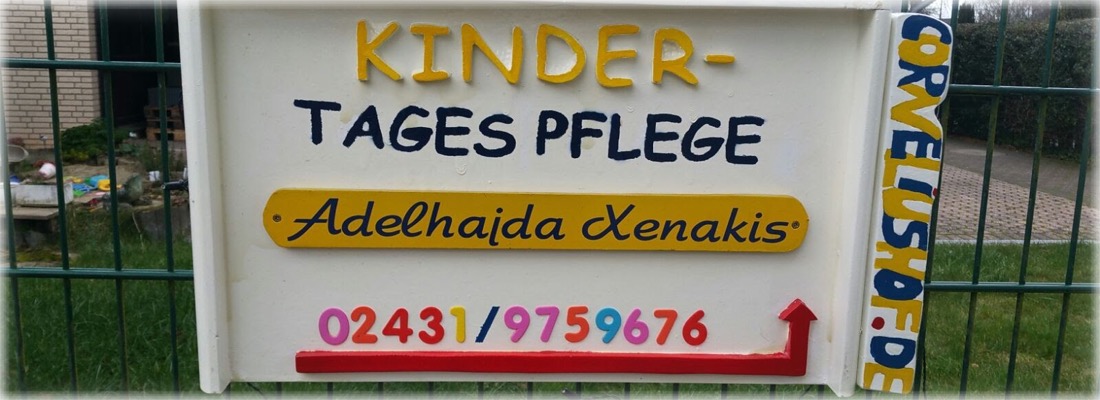 KINDER-
TAGES PFLEGE
Adelhajda Xenakis
02431/9759676
CORNELIUSHOF.DE